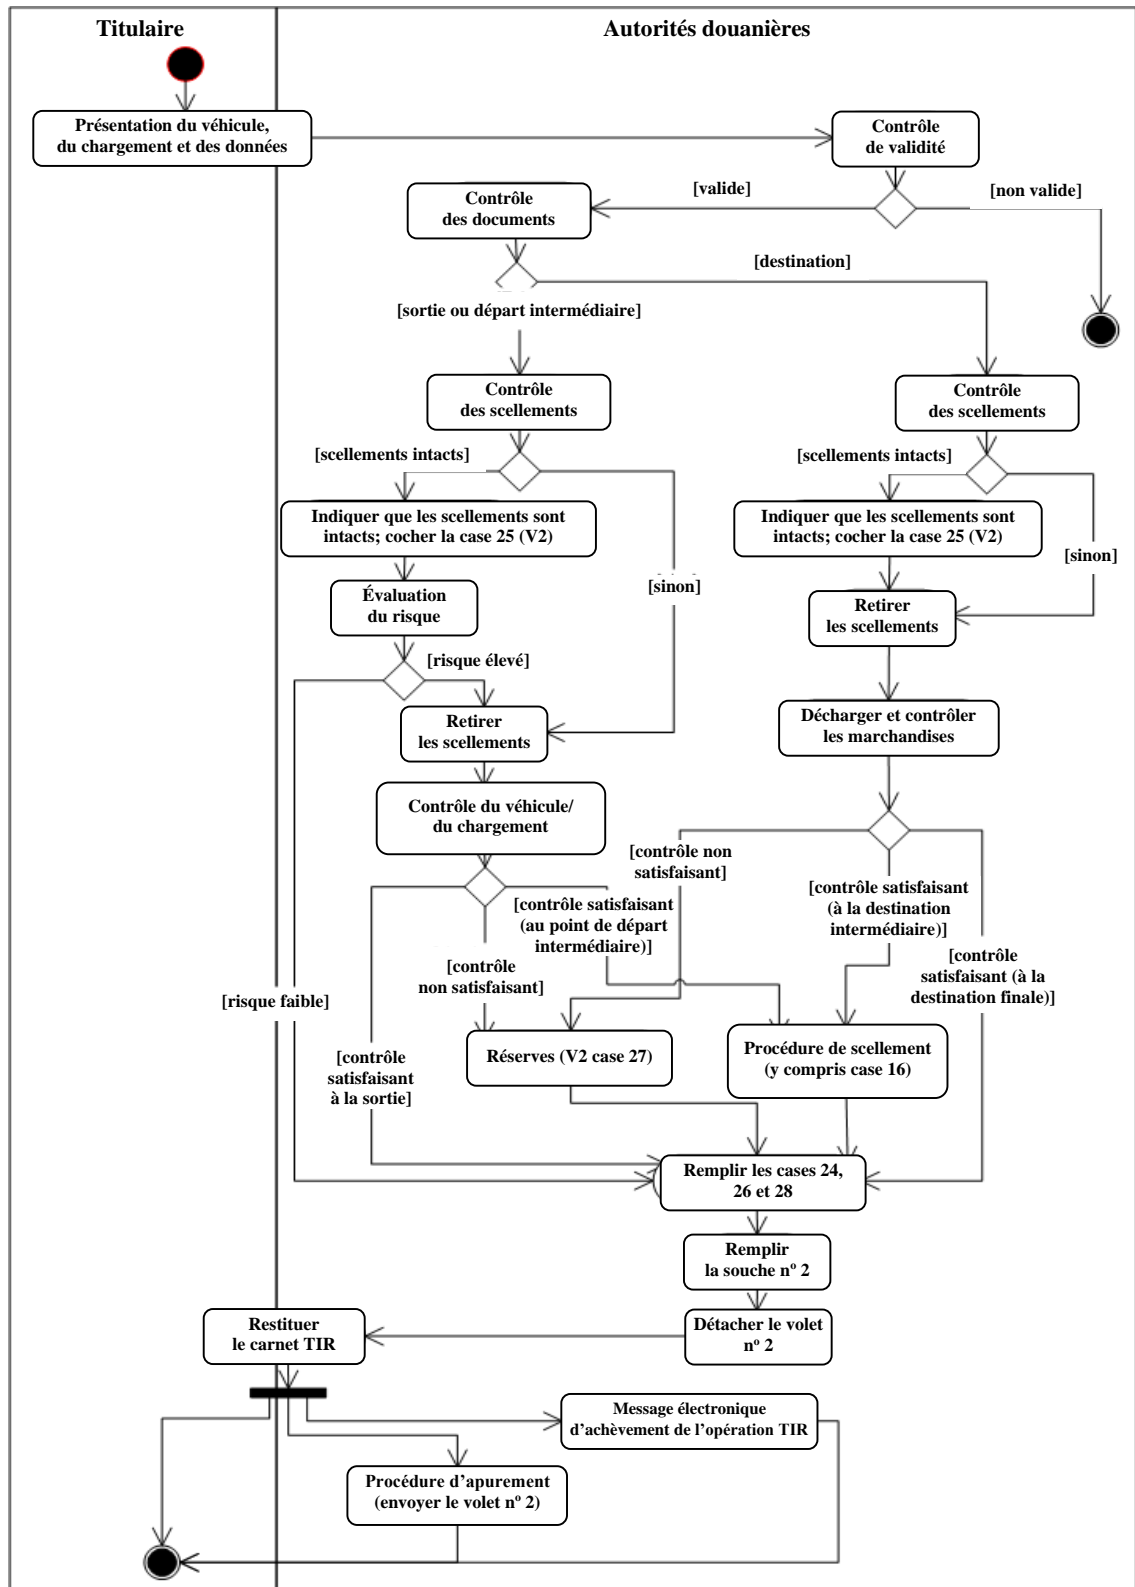 Titulaire
Autorités douanières
Présentation du véhicule,
du chargement et des données
Contrôle
de validité
[valide]
[non valide]
Contrôle
des documents
[destination]
[sortie ou départ intermédiaire]
Contrôle
des scellements
Contrôle
des scellements
[scellements intacts]
[scellements intacts]
Indiquer que les scellements sont
intacts; cocher la case 25 (V2)
Indiquer que les scellements sont
intacts; cocher la case 25 (V2)
[sinon]
[sinon]
Évaluation
du risque
Retirer
les scellements
[risque élevé]
Retirer
les scellements
Décharger et contrôler
les marchandises
Contrôle du véhicule/
du chargement
[contrôle non
satisfaisant]
[contrôle satisfaisant
(au point de départ
intermédiaire)]
[contrôle satisfaisant
(à la destination
intermédiaire)]
[contrôle
non satisfaisant]
[contrôle
satisfaisant (à la
destination finale)]
[risque faible]
[contrôle
satisfaisant
à la sortie]
Réserves (V2 case 27)
Procédure de scellement
(y compris case 16)
Remplir les cases 24,
26 et 28
Remplir
la souche nº 2
Restituer
le carnet TIR
Détacher le volet
nº 2
Message électronique
d’achèvement de l’opération TIR
Procédure d’apurement
(envoyer le volet nº 2)